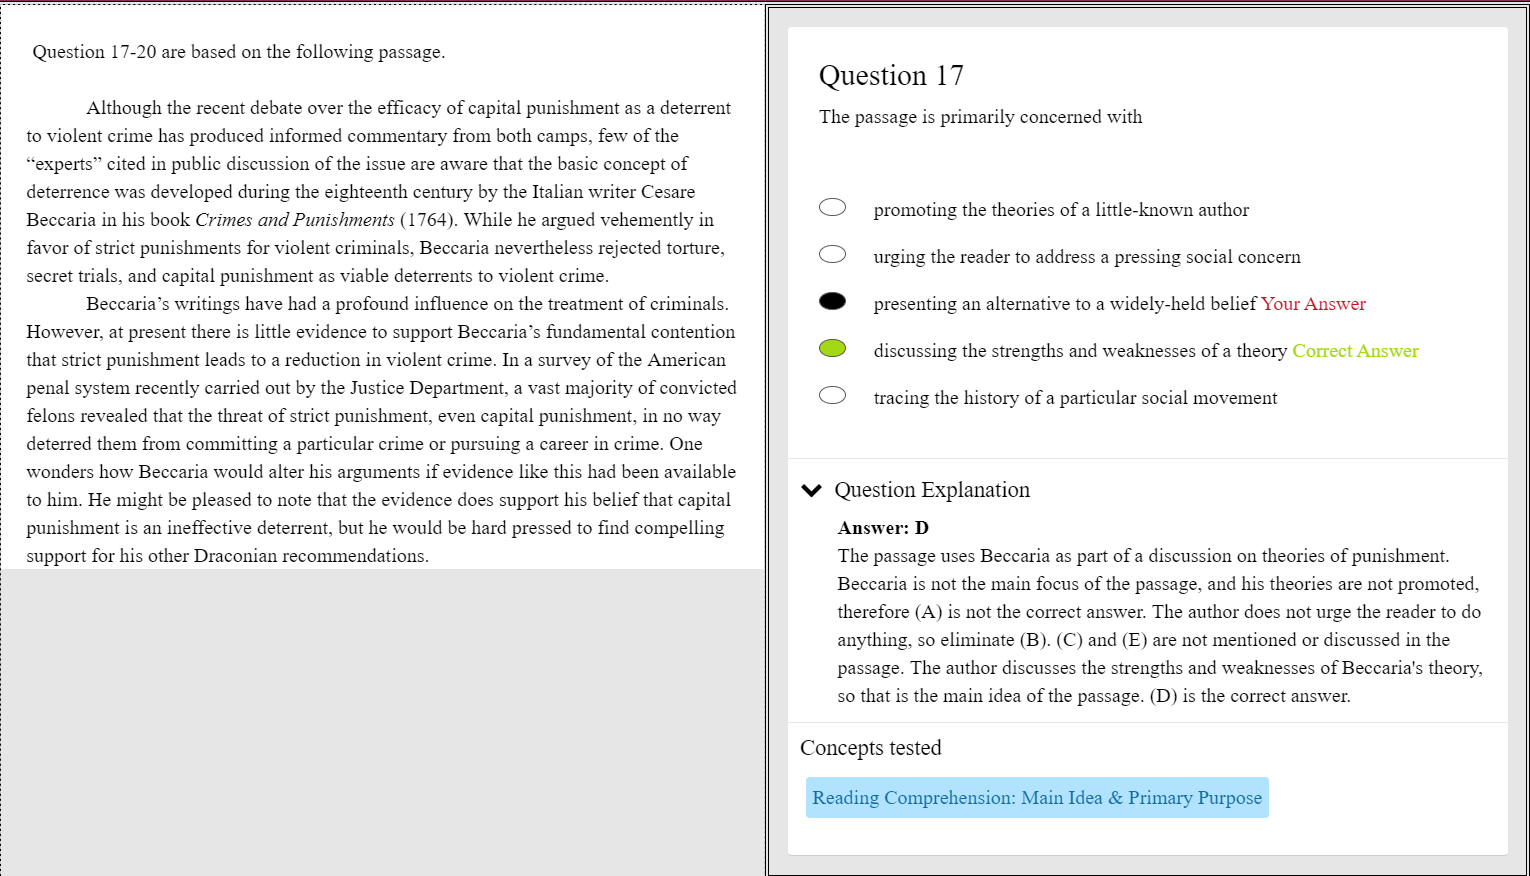 Question 17-20 are based on the following passage.
Although the recent debate over the efficacy of capital punishment as a deterrent
to violent crime has produced informed commentary from both camps, few of the
“experts” cited in public discussion of the issue are aware that the basic concept of
deterrence was developed during the eighteenth century by the Italian writer Cesare
Beccaria in his book Crimes and Punishments (1764). While he argued vehemently in
favor of strict punishments for violent criminals, Beccaria nevertheless rejected torture,
secret trials, and capital punishment as viable deterrents to violent crime.
Beccaria’s writings have had a profound influence on the treatment of criminals.
However, at present there is little evidence to support Beccaria’s fundamental contention
that strict punishment leads to a reduction in violent crime. In a survey of the American
penal system recently carried out by the Justice Department, a vast majority of convicted
felons revealed that the threat of strict punishment, even capital punishment, in no way
deterred them from committing a particular crime or pursuing a career in crime. One
wonders how Beccaria would alter his arguments if evidence like this had been available
to him. He might be pleased to note that the evidence does support his belief that capital
punishment is an ineffective deterrent, but he would be hard pressed to find compelling
support for his other Draconian recommendations.
Question 17
The passage is primarily concerned with
promoting the theories of a little-known author
urging the reader to address a pressing social concern
presenting an alternative to a widely-held belief Your Answer
discussing the strengths and weaknesses of a theory Correct Answer
tracing the history of a particular social movement
Question Explanation
Answer: D
The passage uses Beccaria as part of a discussion on theories of punishment.
Beccaria is not the main focus of the passage, and his theories are not promoted,
therefore (A) is not the correct answer. The author does not urge the reader to do
anything, so eliminate (B). (C) and (E) are not mentioned or discussed in the
passage. The author discusses the strengths and weaknesses of Beccaria's theory,
so that is the main idea of the passage. (D) is the correct answer.
Concepts tested
Reading Comprehension: Main Idea & Primary Purpose